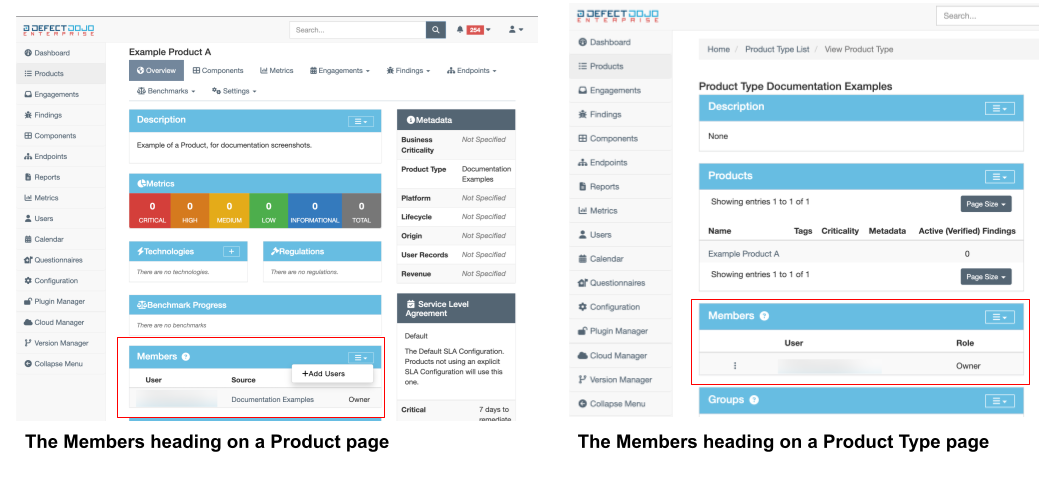 DEFECTDOJO
ENTERPRISE
Search...
254
Dashboard
Products
Engagements
Findings
Components
Endpoints
Reports
Metrics
Users
Calendar
Questionnaires
Configuration
Plugin Manager
Cloud Manager
Version Manager
Collapse Menu
Example Product A
Overview Components Metrics Engagements Findings Endpoints
Benchmarks Settings
Description
Example of a Product, for documentation screenshots.
Metrics
0 0 0 0 0 0
CRITICAL HIGH MEDIUM LOW INFORMATIONAL TOTAL
Technologies +
There are no technologies.
Regulations
There are no regulations.
Benchmark Progress
There are no benchmarks
Members ?
+Add Users
User Source
Documentation Examples Owner
Metadata
Business Criticality Not Specified
Product Type Documentation Examples
Platform Not Specified
Lifecycle Not Specified
Origin Not Specified
User Records Not Specified
Revenue Not Specified
Service Level
Agreement
Default
The Default SLA Configuration.
Products not using an explicit
SLA Configuration will use this
one.
Critical 7 days to
remediate
The Members heading on a Product page
DEFECTDOJO
ENTERPRISE
Search...
Dashboard
Products
Engagements
Findings
Components
Endpoints
Reports
Metrics
Users
Calendar
Questionnaires
Configuration
Plugin Manager
Cloud Manager
Version Manager
Collapse Menu
Home / Product Type List / View Product Type
Product Type Documentation Examples
Description
None
Products
Showing entries 1 to 1 of 1
Page Size
Name Tags Criticality Metadata Active (Verified) Findings
Example Product A 0
Showing entries 1 to 1 of 1
Page Size
Members ?
User Role
Owner
Groups ?
The Members heading on a Product Type page